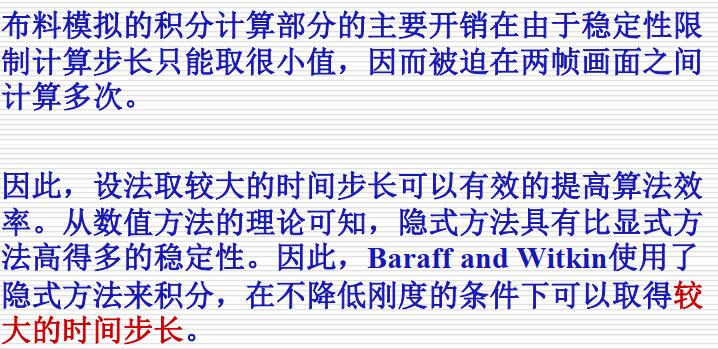 布料模拟的积分计算部分的主要开销在由于稳定性限
制计算步长只能取很小值，因而被迫在两帧画面之间
计算多次。
因此，设法取较大的时间步长可以有效的提高算法效
率。从数值方法的理论可知，隐式方法具有比显式方
法高得多的稳定性。因此，Baraff and Witkin使用了
隐式方法来积分，在不降低刚度的条件下可以取得较
大的时间步长。